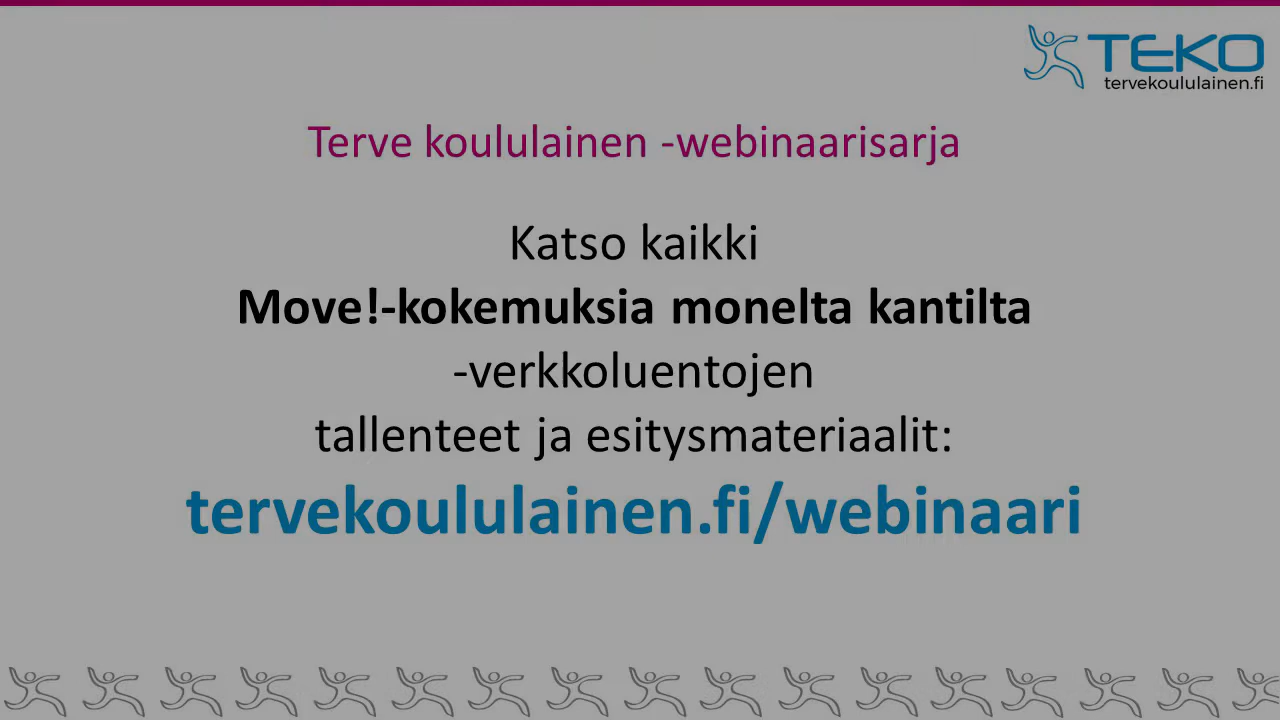 TEKO
tervekoululainen.fi
Terve koululainen -webinaarisarja
Katso kaikki
Move!-kokemuksia monelta kantilta
-verkkoluentojen
tallenteet ja esitysmateriaalit:
tervekoululainen.fi/webinaari